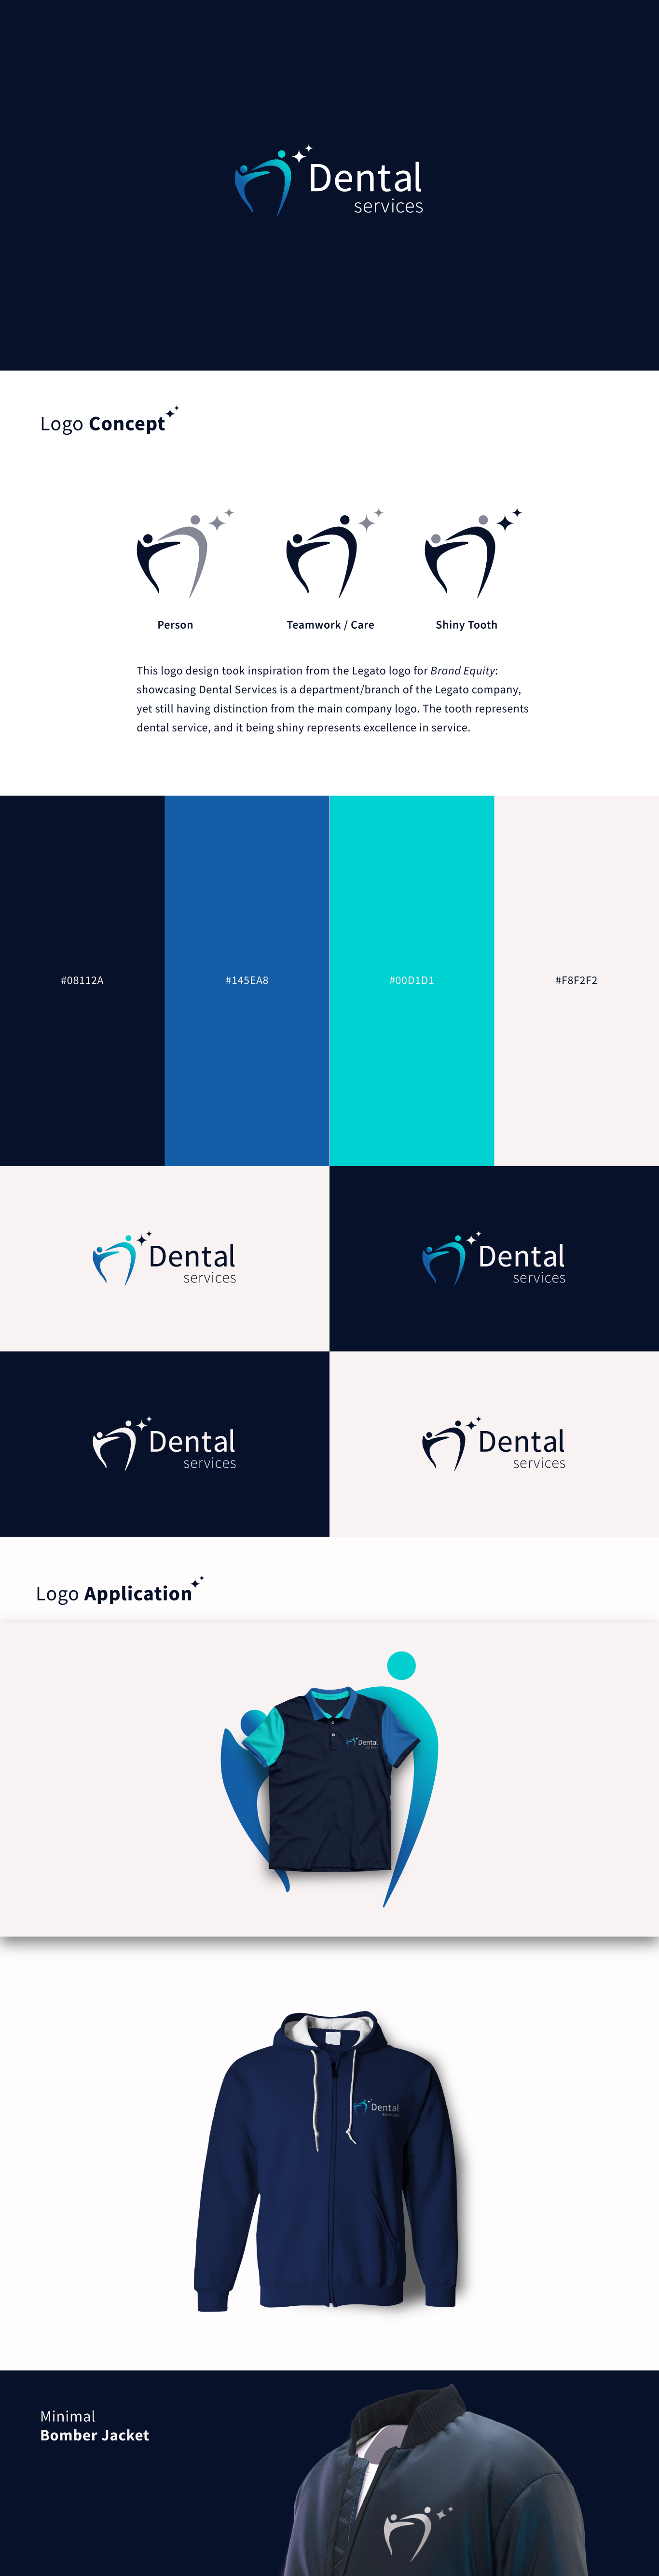 Dental
services
Logo Concept
Person
Teamwork / Care
Shiny Tooth
This logo design took inspiration from the Legato logo for Brand Equity:
showcasing Dental Services is a department/branch of the Legato company,
yet still having distinction from the main company logo. The tooth represents
dental service, and it being shiny represents excellence in service.
#08112A
#145EA8
#00D1D1
#F8F2F2
Dental
services
Dental
services
Dental
services
Dental
services
Logo Application
Dental
services
Dental
services
Minimal
Bomber Jacket